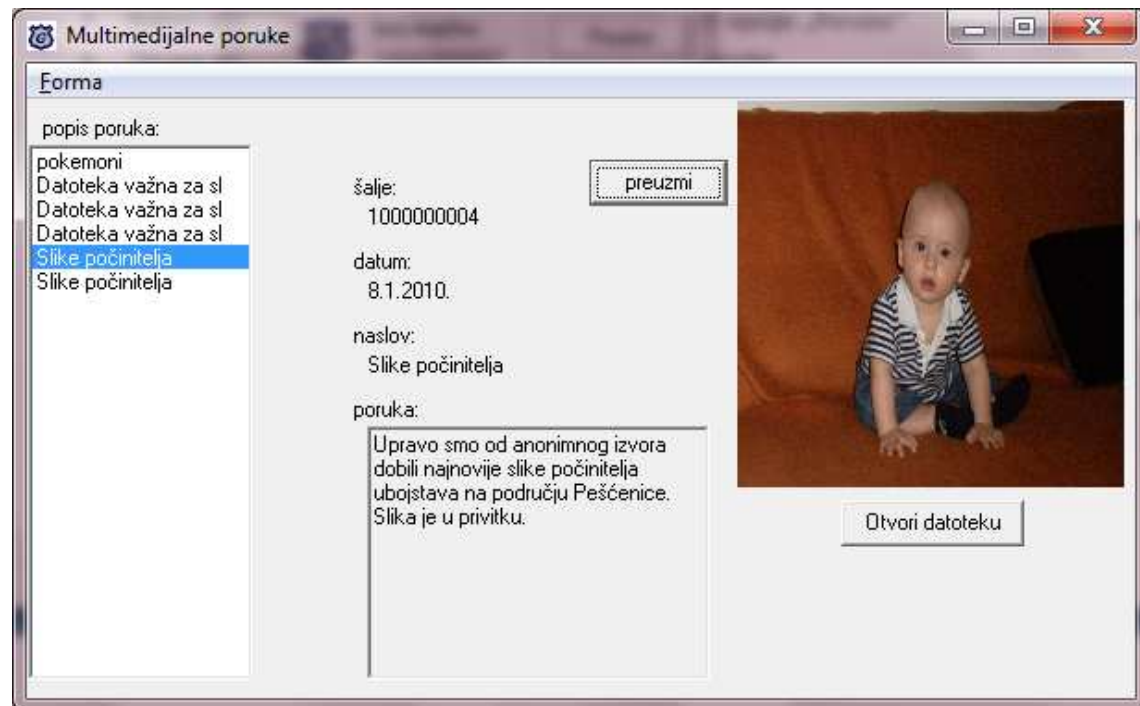 Multimedijalne poruke
Forma
popis poruka:
pokemoni
Datoteka važna za sl
Datoteka važna za sl
Datoteka važna za sl
Slike počinitelja
Slike počinitelja
šalje:
1000000004
preuzmi
datum:
8.1.2010.
naslov:
Slike počinitelja
poruka:
Upravo smo od anonimnog izvora
dobili najnovije slike počinitelja
ubojstava na području Pešćenice.
Slika je u privitku.
Otvori datoteku